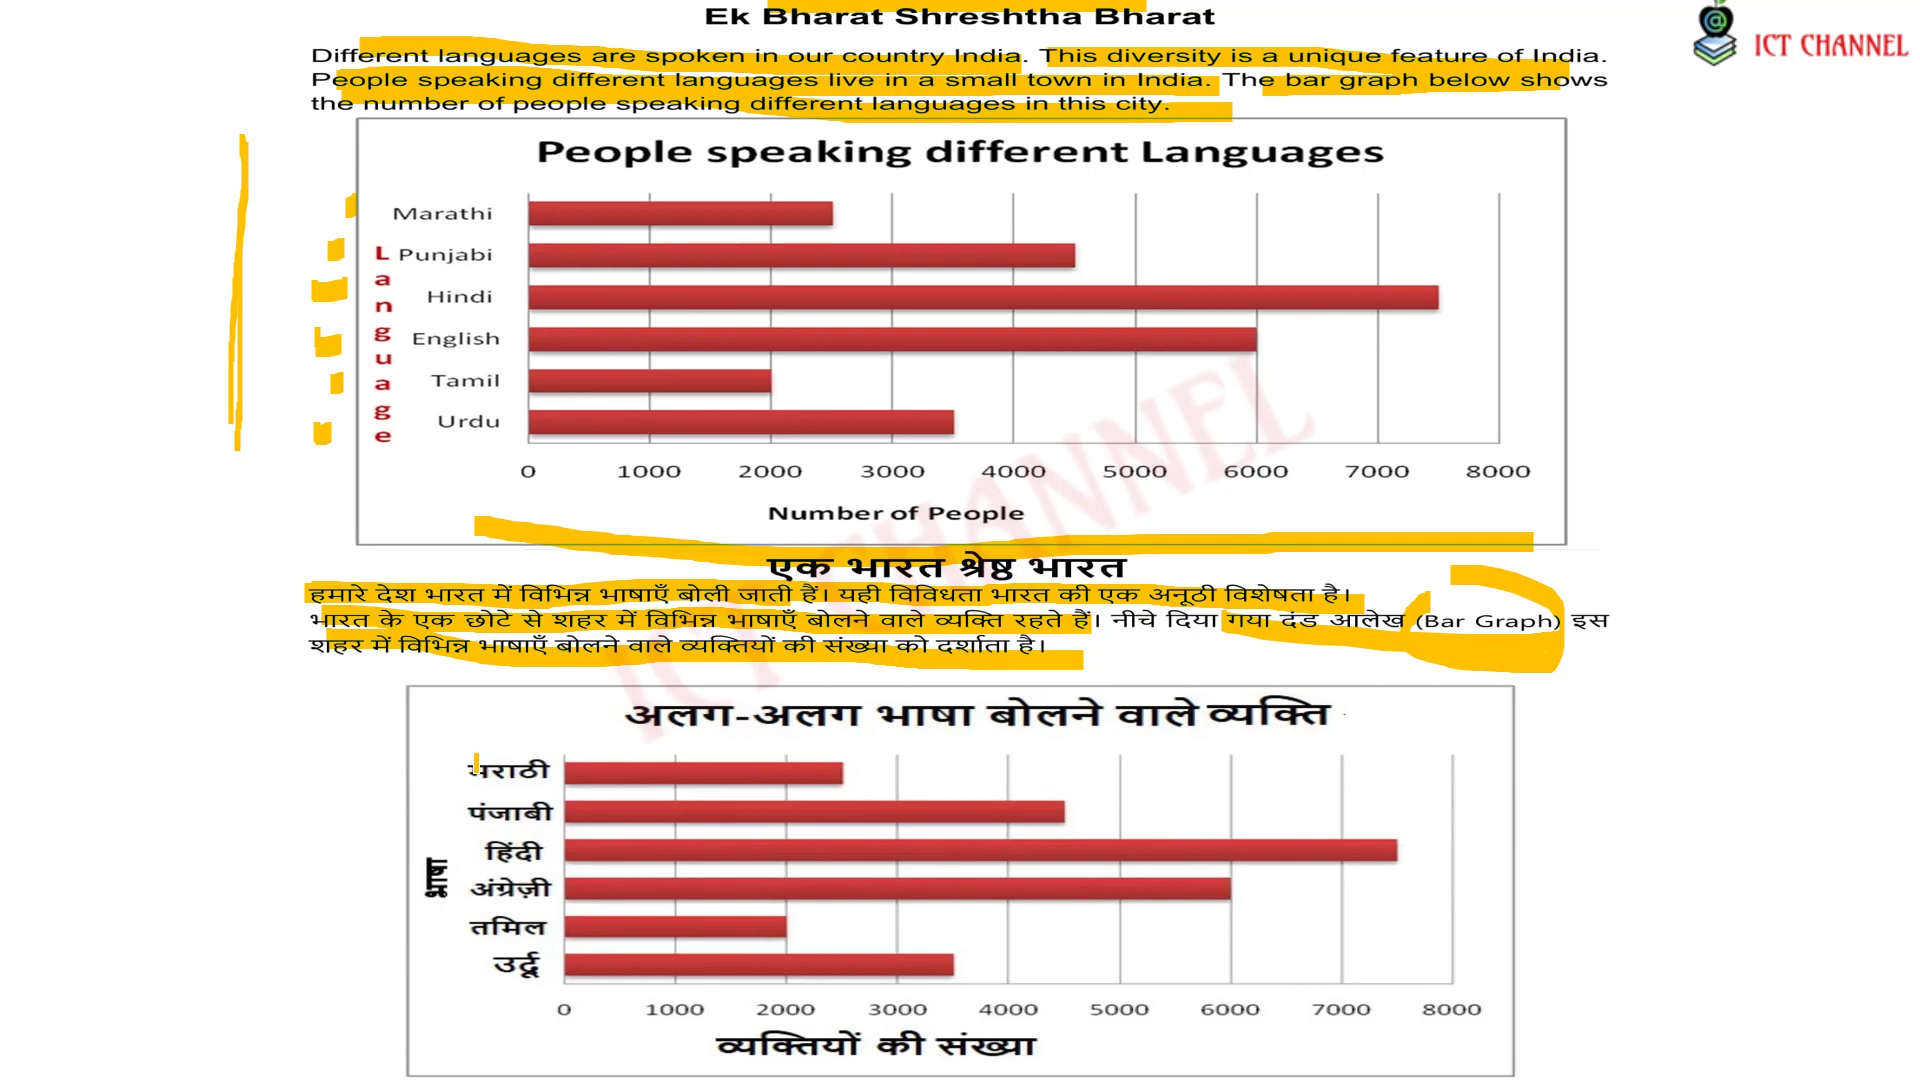 Ek Bharat Shreshtha Bharat
ICT CHANNEL
Different languages are spoken in our country India. This diversity is a unique feature of India.
People speaking different languages live in a small town in India. The bar graph below shows
the number of people speaking different languages in this city.
People speaking different Languages
Language
Marathi
Punjabi
Hindi
English
Tamil
Urdu
0 1000 2000 3000 4000 5000 6000 7000 8000
Number of People
एक भारत श्रेष्ठ भारत
हमारे देश भारत में विभिन्न भाषाएँ बोली जाती हैं। यही विविधता भारत की एक अनूठी विशेषता है।
भारत के एक छोटे से शहर में विभिन्न भाषाएँ बोलने वाले व्यक्ति रहते हैं। नीचे दिया गया दंड आलेख (Bar Graph) इस
शहर में विभिन्न भाषाएँ बोलने वाले व्यक्तियों की संख्या को दर्शाता है।
अलग-अलग भाषा बोलने वाले व्यक्ति
भाषा
मराठी
पंजाबी
हिंदी
अंग्रेज़ी
तमिल
उर्दू
0 1000 2000 3000 4000 5000 6000 7000 8000
व्यक्तियों की संख्या
ICT CHANNEL